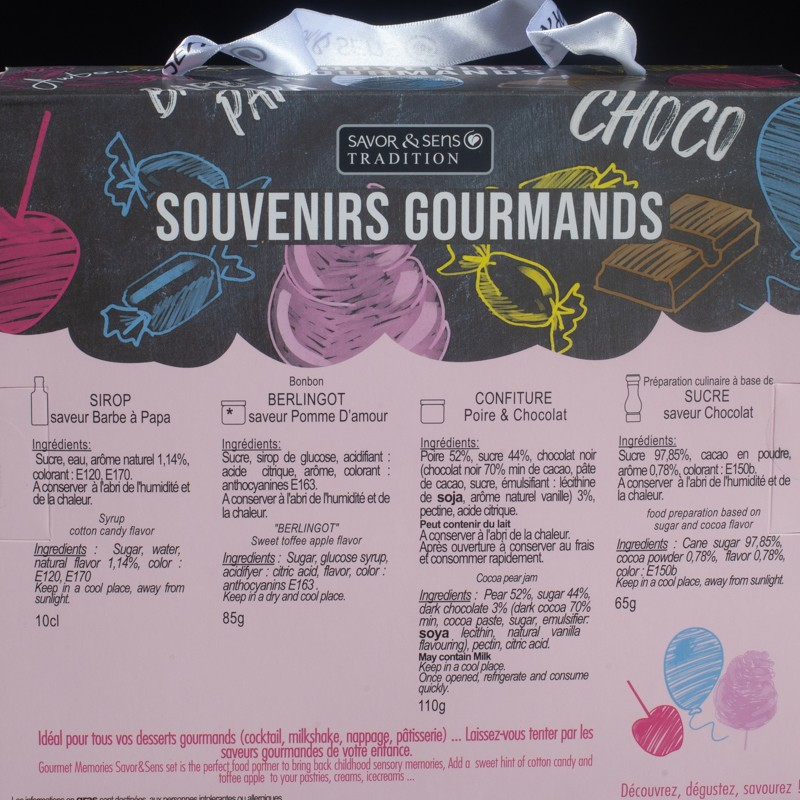 CHOCO
SAVOR & SENS
TRADITION
SOUVENIRS GOURMANDS
SIROP
saveur Barbe à Papa
Ingrédients:
Sucre, eau, arôme naturel 1,14%,
colorant : E120, E170.
A conserver à l'abri de l'humidité et
de la chaleur.
Syrup
cotton candy flavor
Ingredients : Sugar, water,
natural flavor 1,14%, color :
E120, E170
Keep in a cool place, away from
sunlight.
10cl
Bonbon
BERLINGOT
* saveur Pomme D'amour
Ingrédients:
Sucre, sirop de glucose, acidifiant :
acide citrique, arôme, colorant :
anthocyanines E163.
A conserver à l'abri de l'humidité et de
la chaleur.
"BERLINGOT"
Sweet toffee apple flavor
Ingredients : Sugar, glucose syrup,
acidifyer : citric acid, flavor, color :
anthocyanins E163 .
Keep in a dry and cool place.
85g
CONFITURE
Poire & Chocolat
Ingrédients:
Poire 52%, sucre 44%, chocolat noir
(chocolat noir 70% min de cacao, pâte
de cacao, sucre, émulsifiant : lécithine
de soja, arôme naturel vanille) 3%,
pectine, acide citrique.
Peut contenir du lait
A conserver à l'abri de la chaleur.
Après ouverture à conserver au frais
et consommer rapidement.
Cocoa pear jam
Ingredients : Pear 52%, sugar 44%,
dark chocolate 3% (dark cocoa 70%
min, cocoa paste, sugar, emulsifier:
soya lecithin, natural vanilla
flavouring), pectin, citric acid.
May contain Milk
Keep in a cool place.
Once opened, refrigerate and consume
quickly.
110g
Préparation culinaire à base de
SUCRE
saveur Chocolat
Ingrédients:
Sucre 97,85%, cacao en poudre,
arôme 0,78%, colorant : E150b.
A conserver à l'abri de l'humidité et de
la chaleur.
food preparation based on
sugar and cocoa flavor
Ingredients : Cane sugar 97,85%,
cocoa powder 0,78%, flavor 0,78%,
color : E150b
Keep in a cool place, away from sunlight.
65g
Idéal pour tous vos desserts gourmands (cocktail, milkshake, nappage, pâtisserie) ... Laissez-vous tenter par les
saveurs gourmandes de votre enfance.
Gourmet Memories Savor&Sens set is the perfect food partner to bring back childhood sensory memories, Add a sweet hint of cotton candy and
toffee apple to your pastries, creams, icecreams ...
Découvrez, dégustez, savourez !
Les informations en gras sont destinées aux personnes intolérantes ou allergiques